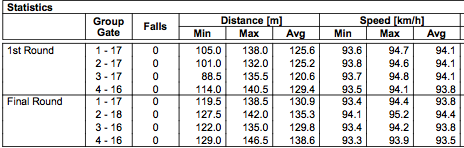 Statistics
Group Gate Falls Distance [m] Speed [km/h]
Min Max Avg Min Max Avg
1st Round 1 - 17 0 105.0 138.0 125.6 93.6 94.7 94.1
2 - 17 0 101.0 132.0 125.2 93.8 94.6 94.1
3 - 17 0 88.5 135.5 120.6 93.7 94.8 94.1
4 - 16 0 114.0 140.5 129.4 93.5 94.1 93.8
Final Round 1 - 17 0 119.5 138.5 130.9 93.4 94.4 93.8
2 - 18 0 127.5 142.0 135.3 94.1 95.2 94.4
3 - 16 0 122.0 135.0 129.8 93.4 94.2 93.8
4 - 16 0 129.0 146.5 138.6 93.3 93.9 93.5